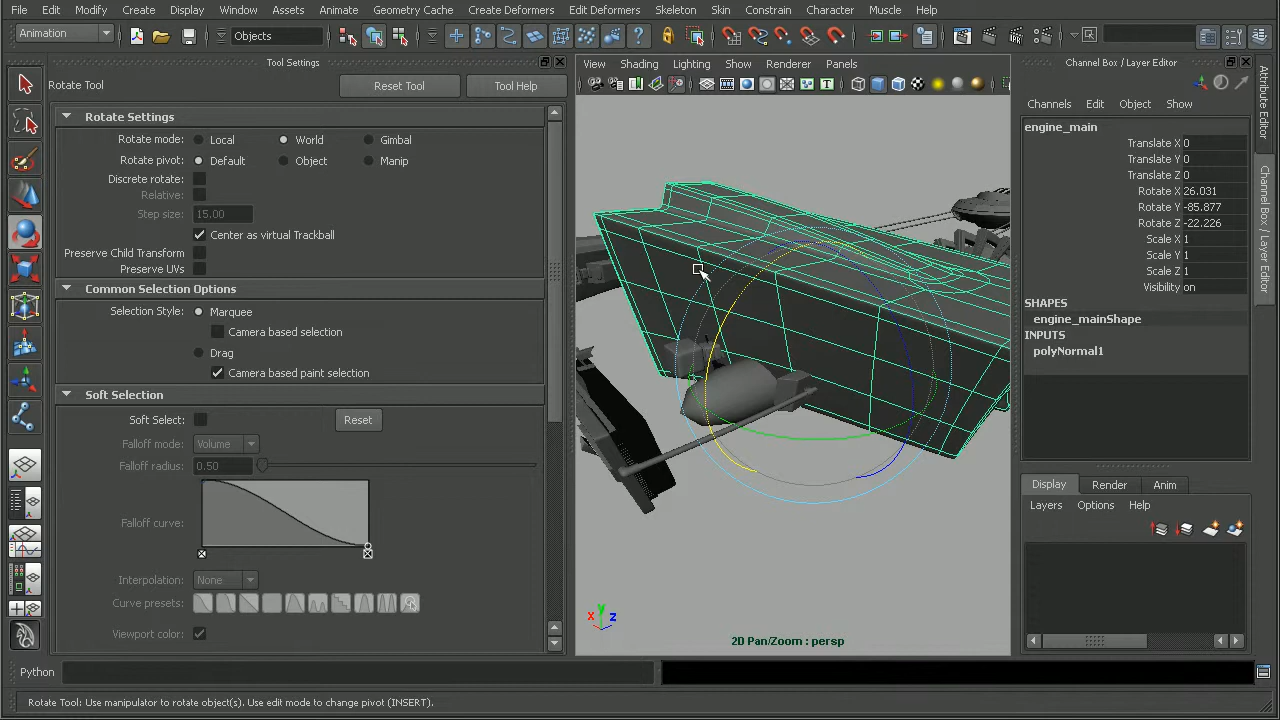 File Edit Modify Create Display Window Assets Animate Geometry Cache Create Deformers Edit Deformers Skeleton Skin Constrain Character Muscle Help
Animation Objects
Tool Settings
Rotate Tool Reset Tool Tool Help
Rotate Settings
Rotate mode: Local World Gimbal
Rotate pivot: Default Object Manip
Discrete rotate:
Relative:
Step size: 15.00
Center as virtual Trackball
Preserve Child Transform
Preserve UVs
Common Selection Options
Selection Style: Marquee
Camera based selection
Drag
Camera based paint selection
Soft Selection
Soft Select: Reset
Falloff mode: Volume
Falloff radius: 0.50
Falloff curve:
Interpolation: None
Curve presets:
Viewport color:
View Shading Lighting Show Renderer Panels
x y z
2D Pan/Zoom : persp
Channel Box / Layer Editor
Channels Edit Object Show
engine_main
Translate X 0
Translate Y 0
Translate Z 0
Rotate X 26.031
Rotate Y -85.877
Rotate Z -22.226
Scale X 1
Scale Y 1
Scale Z 1
Visibility on
SHAPES
engine_mainShape
INPUTS
polyNormal1
Display Render Anim
Layers Options Help
Attribute Editor
Channel Box / Layer Editor
Python
Rotate Tool: Use manipulator to rotate object(s). Use edit mode to change pivot (INSERT).